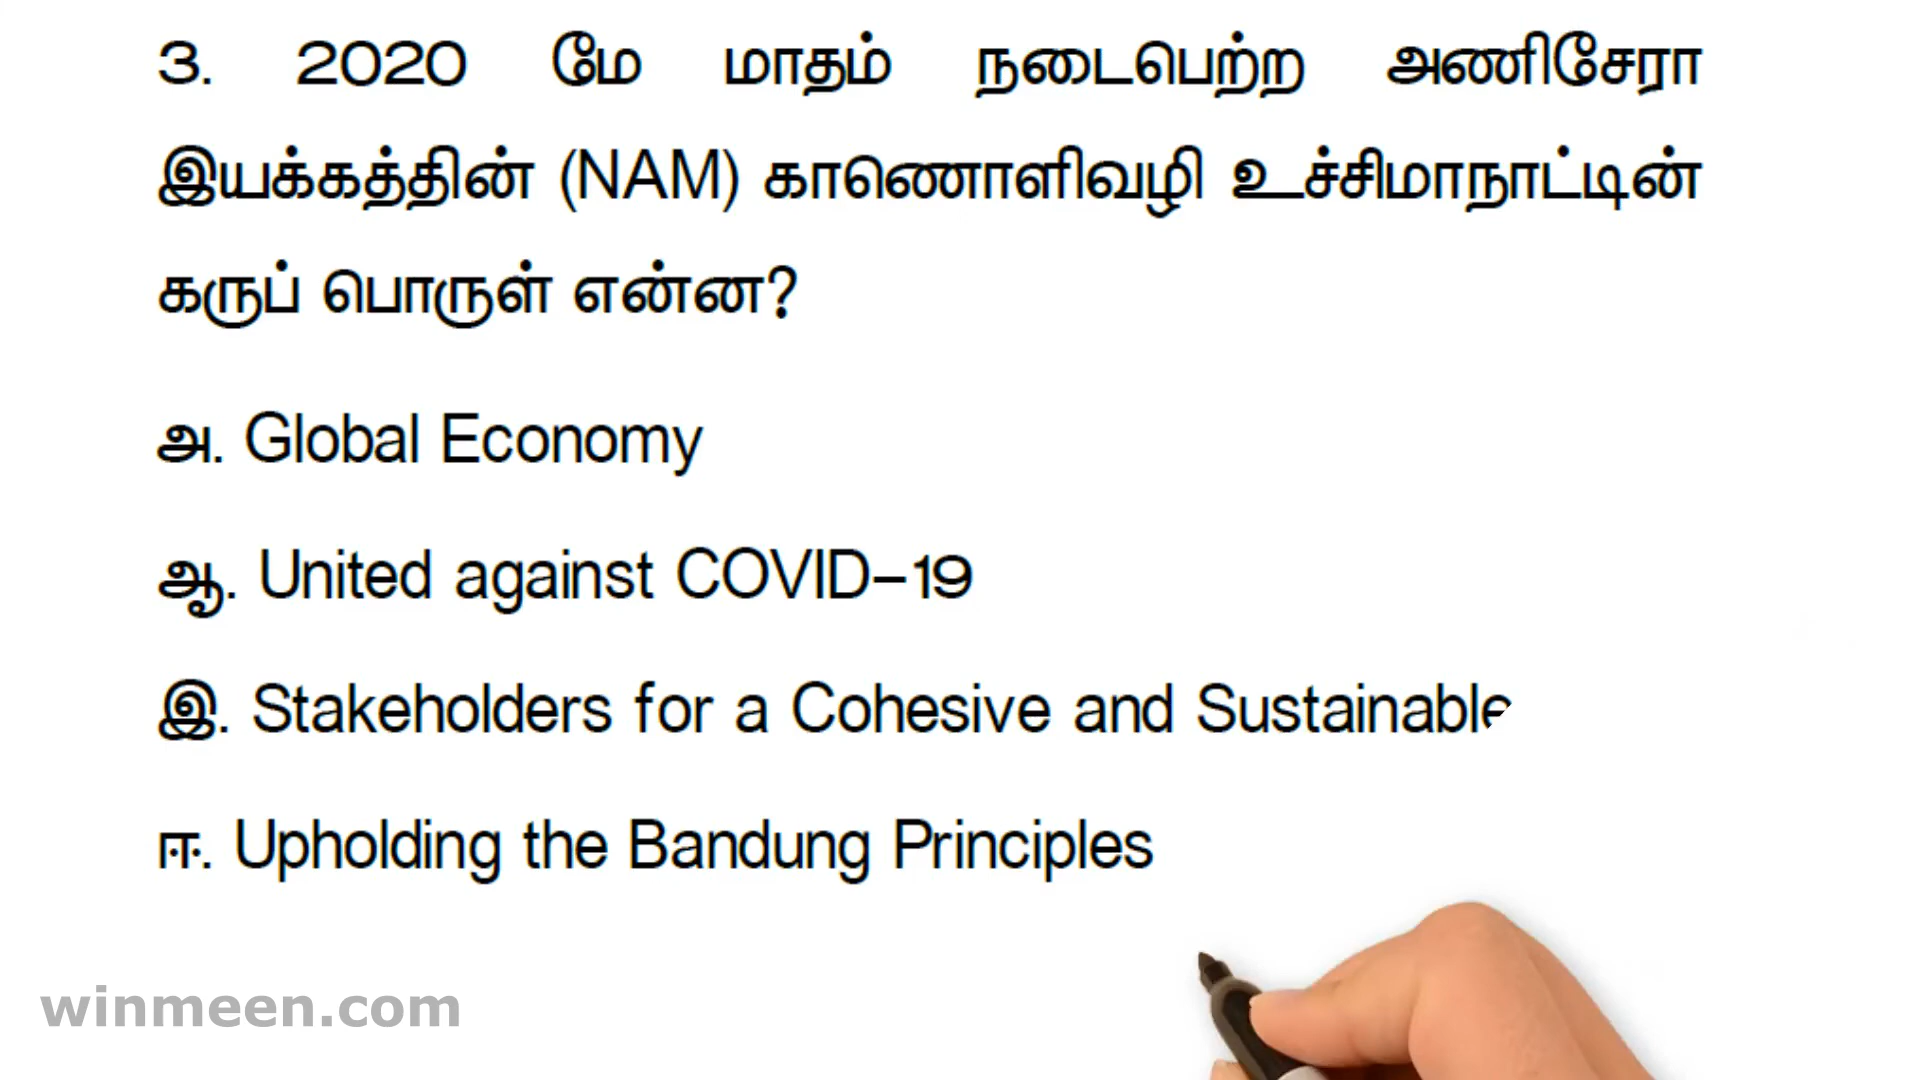 3. 2020 மே மாதம் நடைபெற்ற அணிசேரா
இயக்கத்தின் (NAM) காணொளிவழி உச்சிமாநாட்டின்
கருப் பொருள் என்ன?
அ. Global Economy
ஆ. United against COVID-19
இ. Stakeholders for a Cohesive and Sustainable
ஈ. Upholding the Bandung Principles
winmeen.com